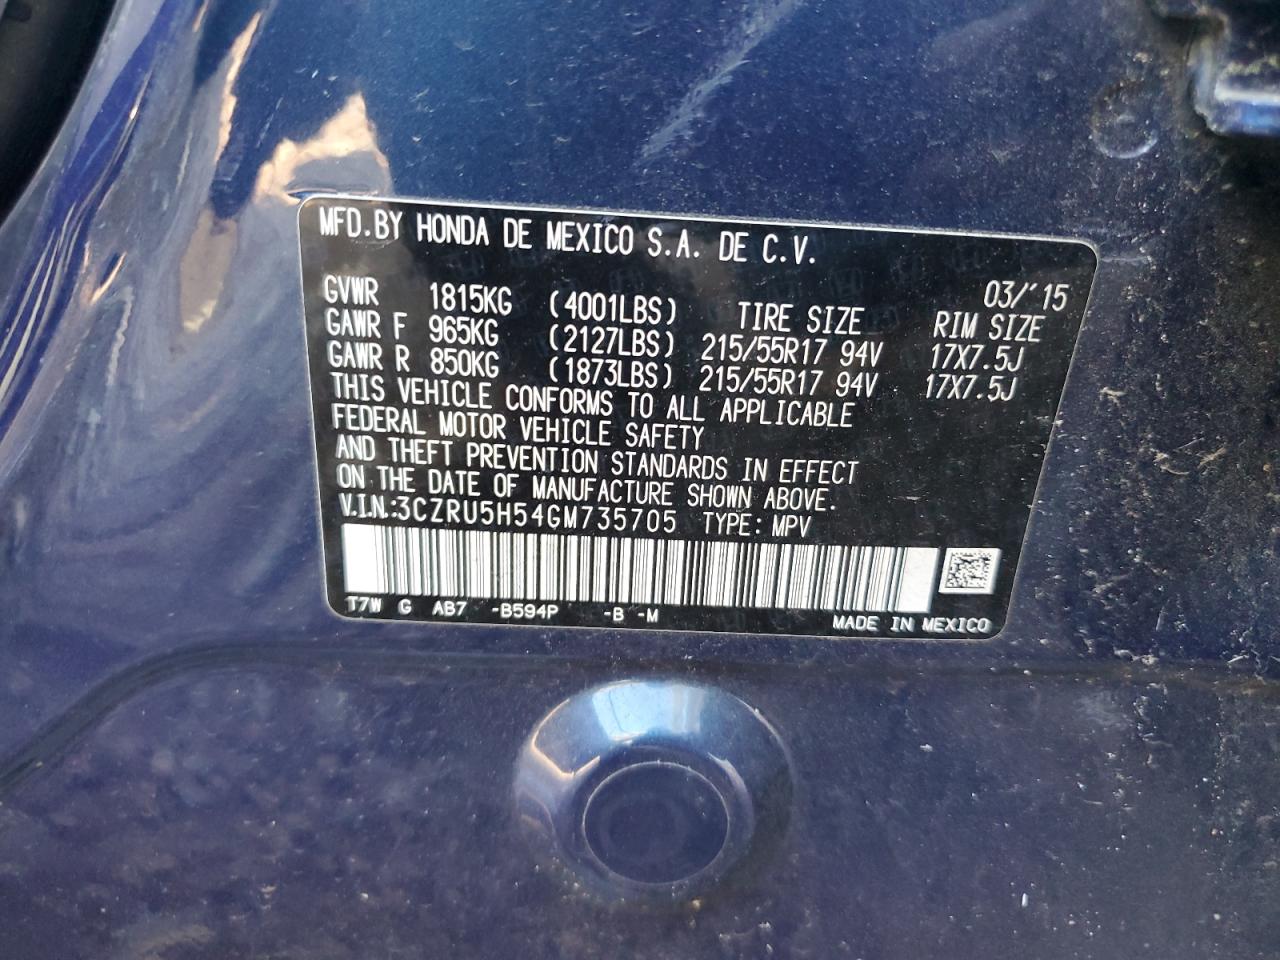 MFD.BY HONDA DE MEXICO S.A. DE C.V.
03/'15
GVWR 1815KG (4001LBS) TIRE SIZE RIM SIZE
GAWR F 965KG (2127LBS) 215/55R17 94V 17X7.5J
GAWR R 850KG (1873LBS) 215/55R17 94V 17X7.5J
THIS VEHICLE CONFORMS TO ALL APPLICABLE
FEDERAL MOTOR VEHICLE SAFETY
AND THEFT PREVENTION STANDARDS IN EFFECT
ON THE DATE OF MANUFACTURE SHOWN ABOVE.
V.I.N.:3CZRU5H54GM735705 TYPE: MPV
T7W G AB7 -B594P -B -M
MADE IN MEXICO